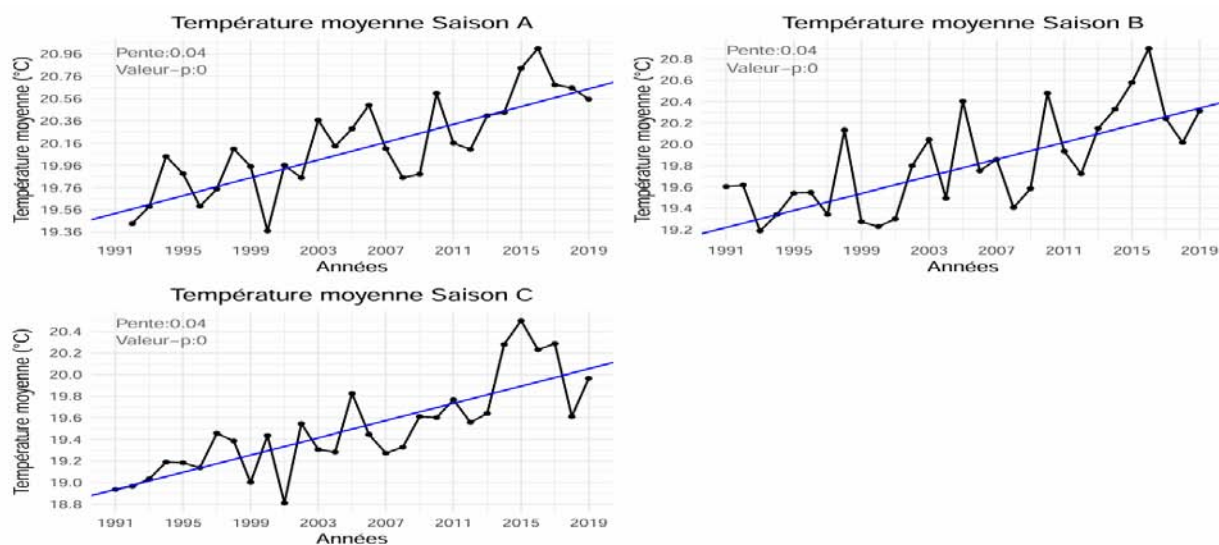 Température moyenne Saison A
Température moyenne (°C)
Pente:0.04
Valeur-p:0
20.96
20.76
20.56
20.36
20.16
19.96
19.76
19.56
19.36
1991 1995 1999 2003 2007 2011 2015 2019
Années
Température moyenne Saison B
Température moyenne (°C)
Pente:0.04
Valeur-p:0
20.8
20.6
20.4
20.2
20.0
19.8
19.6
19.4
19.2
1991 1995 1999 2003 2007 2011 2015 2019
Années
Température moyenne Saison C
Température moyenne (°C)
Pente:0.04
Valeur-p:0
20.4
20.2
20.0
19.8
19.6
19.4
19.2
19.0
18.8
1991 1995 1999 2003 2007 2011 2015 2019
Années